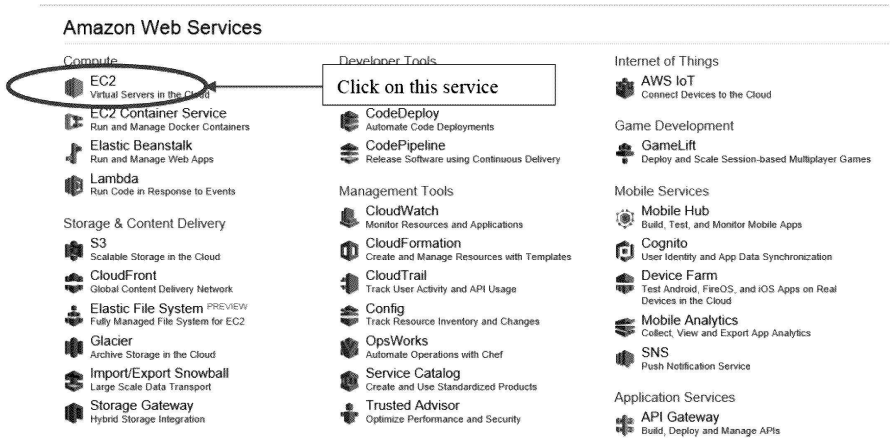 Amazon Web Services
Compute
EC2
Virtual Servers in the Cloud
EC2 Container Service
Run and Manage Docker Containers
Elastic Beanstalk
Run and Manage Web Apps
Lambda
Run Code in Response to Events
Storage & Content Delivery
S3
Scalable Storage in the Cloud
CloudFront
Global Content Delivery Network
Elastic File System PREVIEW
Fully Managed File System for EC2
Glacier
Archive Storage in the Cloud
Import/Export Snowball
Large Scale Data Transport
Storage Gateway
Hybrid Storage Integration
Developer Tools
Click on this service
CodeDeploy
Automate Code Deployments
CodePipeline
Release Software using Continuous Delivery
Management Tools
CloudWatch
Monitor Resources and Applications
CloudFormation
Create and Manage Resources with Templates
CloudTrail
Track User Activity and API Usage
Config
Track Resource Inventory and Changes
OpsWorks
Automate Operations with Chef
Service Catalog
Create and Use Standardized Products
Trusted Advisor
Optimize Performance and Security
Internet of Things
AWS IoT
Connect Devices to the Cloud
Game Development
GameLift
Deploy and Scale Session-based Multiplayer Games
Mobile Services
Mobile Hub
Build, Test, and Monitor Mobile Apps
Cognito
User Identity and App Data Synchronization
Device Farm
Test Android, FireOS, and iOS Apps on Real
Devices in the Cloud
Mobile Analytics
Collect, View and Export App Analytics
SNS
Push Notification Service
Application Services
API Gateway
Build, Deploy and Manage APIs